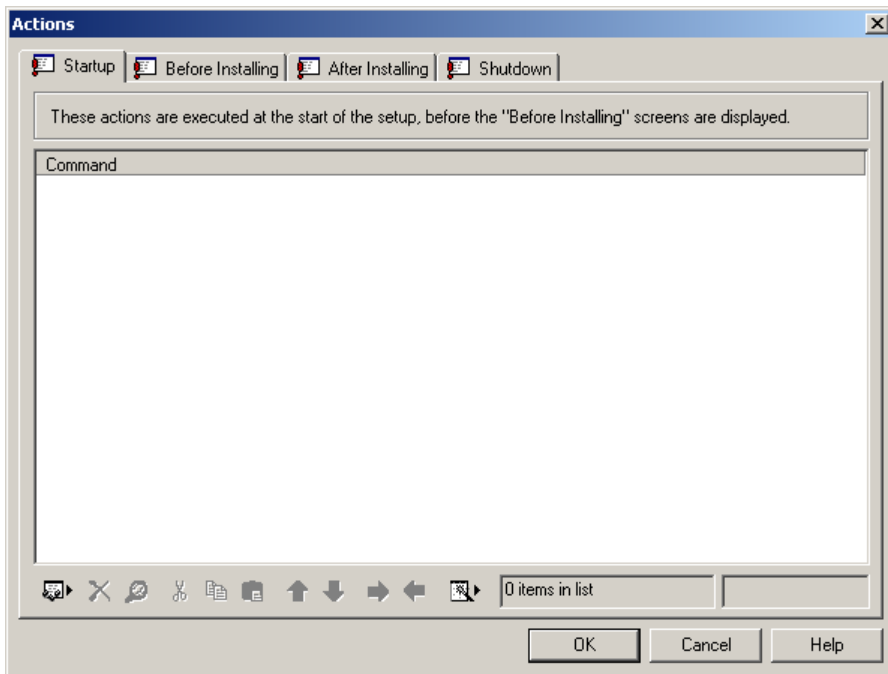 Actions
Startup
Before Installing
After Installing
Shutdown
These actions are executed at the start of the setup, before the "Before Installing" screens are displayed.
Command
0 items in list
OK
Cancel
Help